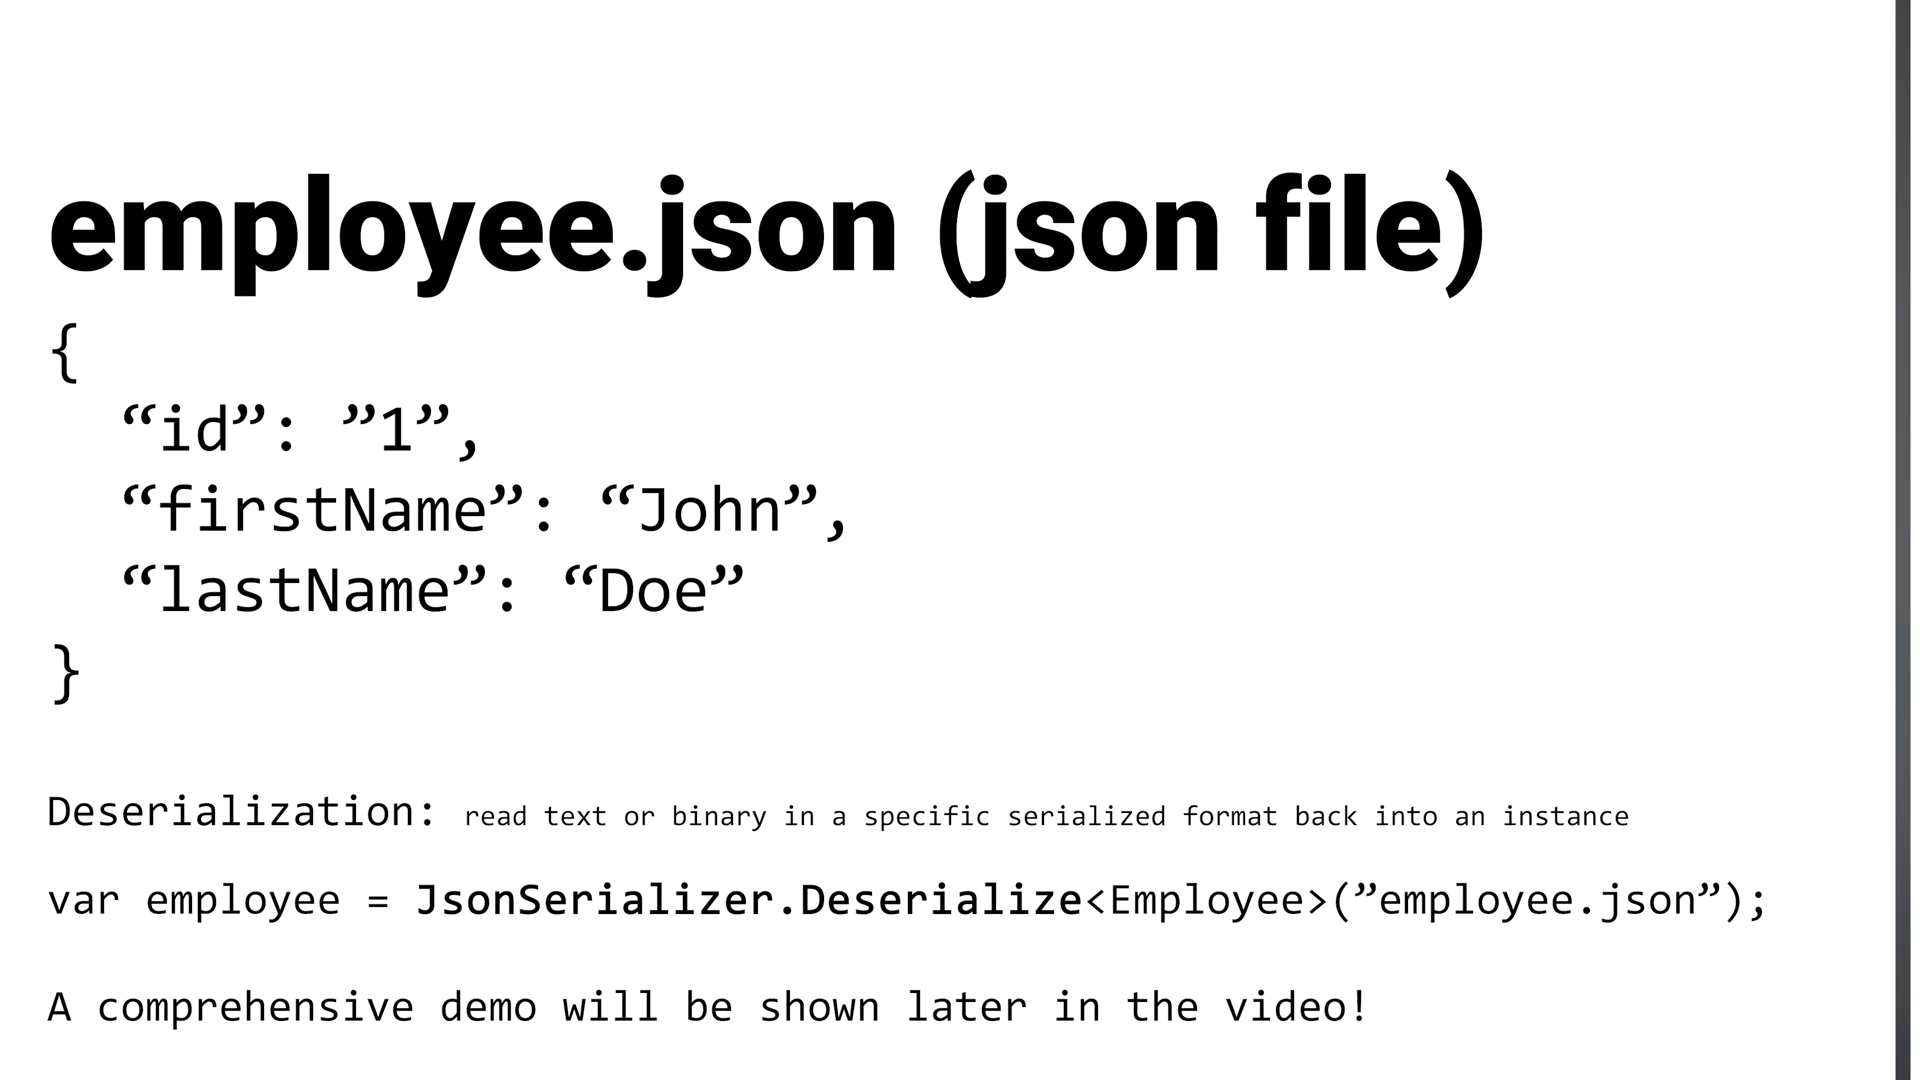 employee.json (json file)
{
“id”: ”1”,
“firstName”: “John”,
“lastName”: “Doe”
}
Deserialization: read text or binary in a specific serialized format back into an instance
var employee = JsonSerializer.Deserialize<Employee>(”employee.json”);
A comprehensive demo will be shown later in the video!